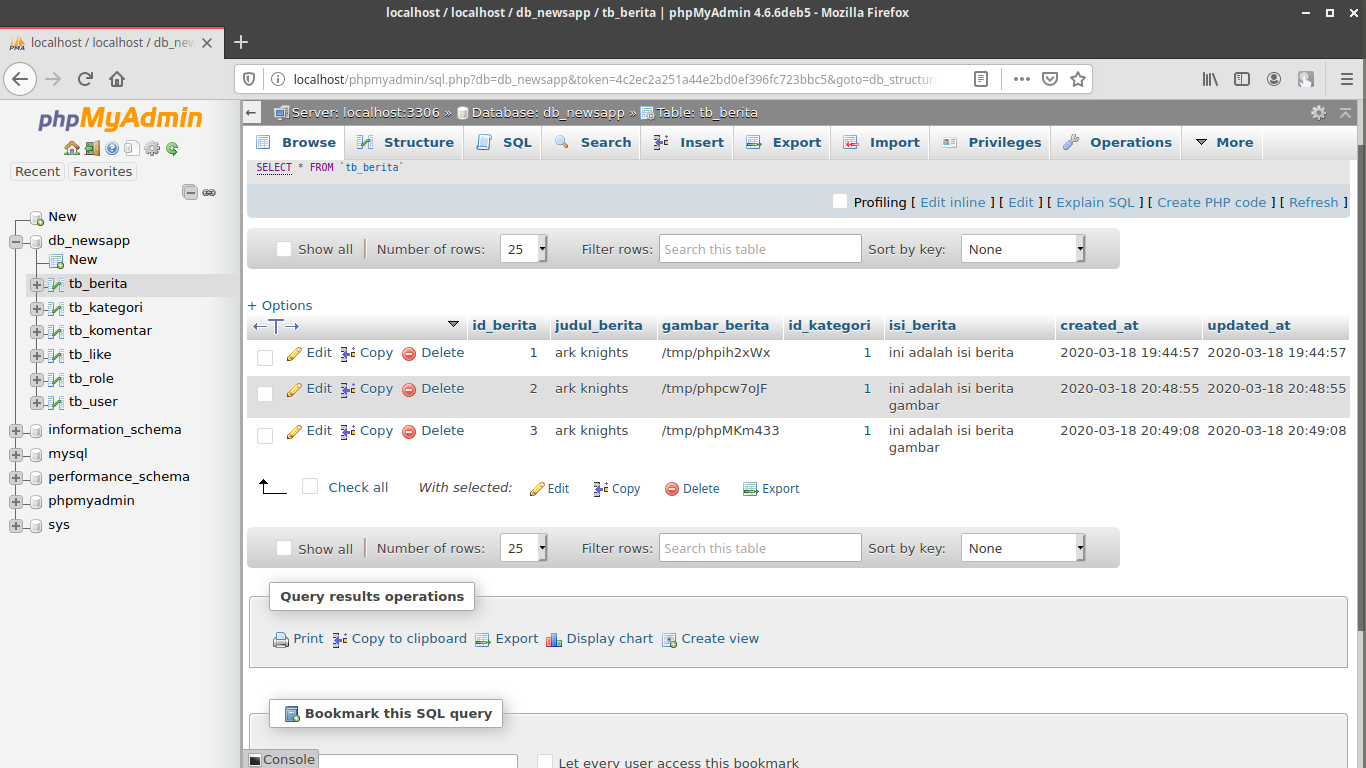 localhost / localhost / db_newsapp / tb_berita | phpMyAdmin 4.6.6deb5 - Mozilla Firefox
localhost / localhost / db_new
localhost/phpmyadmin/sql.php?db=db_newsapp&token=4c2ec2a251a44e2bd0ef396fc723bbc5&goto=db_structur
phpMyAdmin
Recent Favorites
New
db_newsapp
New
tb_berita
tb_kategori
tb_komentar
tb_like
tb_role
tb_user
information_schema
mysql
performance_schema
phpmyadmin
sys
Server: localhost:3306 » Database: db_newsapp » Table: tb_berita
Browse Structure SQL Search Insert Export Import Privileges Operations More
SELECT * FROM `tb_berita`
Profiling [ Edit inline ] [ Edit ] [ Explain SQL ] [ Create PHP code ] [ Refresh ]
Show all Number of rows: 25 Filter rows: Search this table Sort by key: None
+ Options
←T→ id_berita judul_berita gambar_berita id_kategori isi_berita created_at updated_at
Edit Copy Delete 1 ark knights /tmp/phpih2xWx 1 ini adalah isi berita 2020-03-18 19:44:57 2020-03-18 19:44:57
Edit Copy Delete 2 ark knights /tmp/phpcw7oJF 1 ini adalah isi berita 2020-03-18 20:48:55 2020-03-18 20:48:55
gambar
Edit Copy Delete 3 ark knights /tmp/phpMKm433 1 ini adalah isi berita 2020-03-18 20:49:08 2020-03-18 20:49:08
gambar
Check all With selected: Edit Copy Delete Export
Show all Number of rows: 25 Filter rows: Search this table Sort by key: None
Query results operations
Print Copy to clipboard Export Display chart Create view
Bookmark this SQL query
Console Let every user access this bookmark